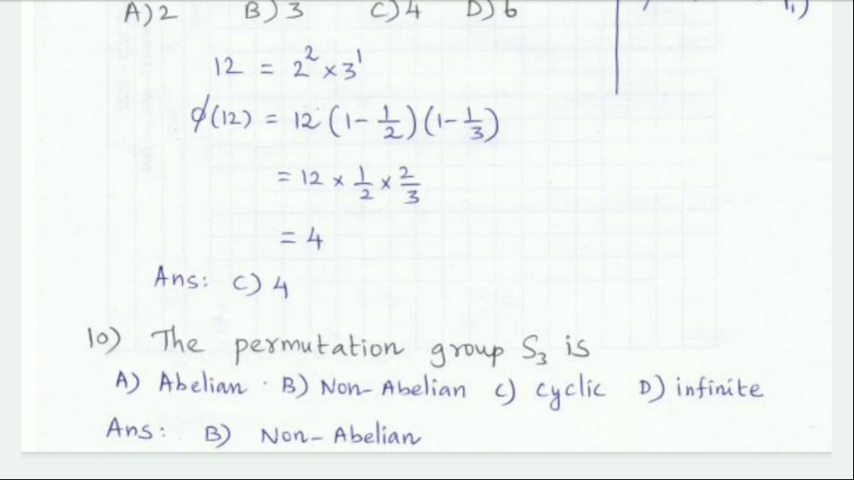 A) 2 B) 3 C) 4 D) 6
12 = 2² × 3¹
φ(12) = 12 (1 - 1/2) (1 - 1/3)
= 12 × 1/2 × 2/3
= 4
Ans: C) 4
10) The permutation group S₃ is
A) Abelian B) Non-Abelian C) cyclic D) infinite
Ans: B) Non-Abelian